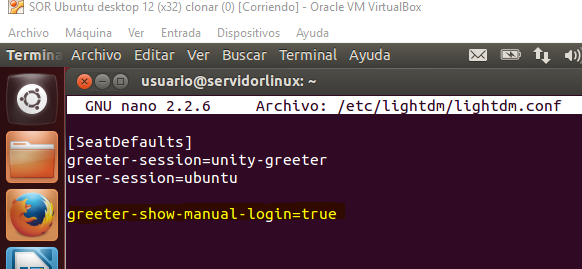 SOR Ubuntu desktop 12 (x32) clonar (0) [Corriendo] - Oracle VM VirtualBox
Archivo Máquina Ver Entrada Dispositivos Ayuda
Termina Archivo Editar Ver Buscar Terminal Ayuda
usuario@servidorlinux: ~
GNU nano 2.2.6 Archivo: /etc/lightdm/lightdm.conf
[SeatDefaults]
greeter-session=unity-greeter
user-session=ubuntu
greeter-show-manual-login=true